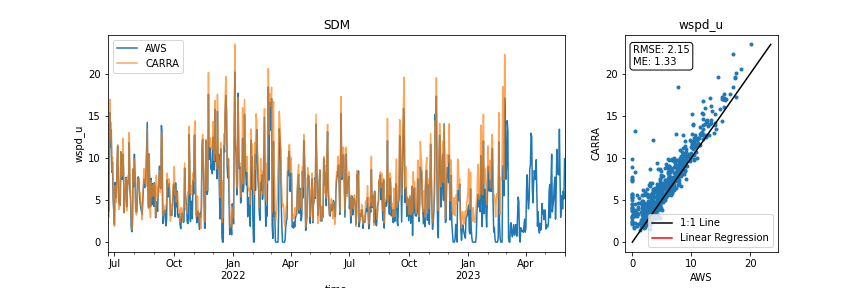 SDM
AWS
CARRA
wspd_u
20
15
10
5
0
Jul
Oct
Jan
2022
Apr
Jul
Oct
Jan
2023
Apr
time
wspd_u
RMSE: 2.15
ME: 1.33
CARRA
20
15
10
5
0
1:1 Line
Linear Regression
0
10
20
AWS